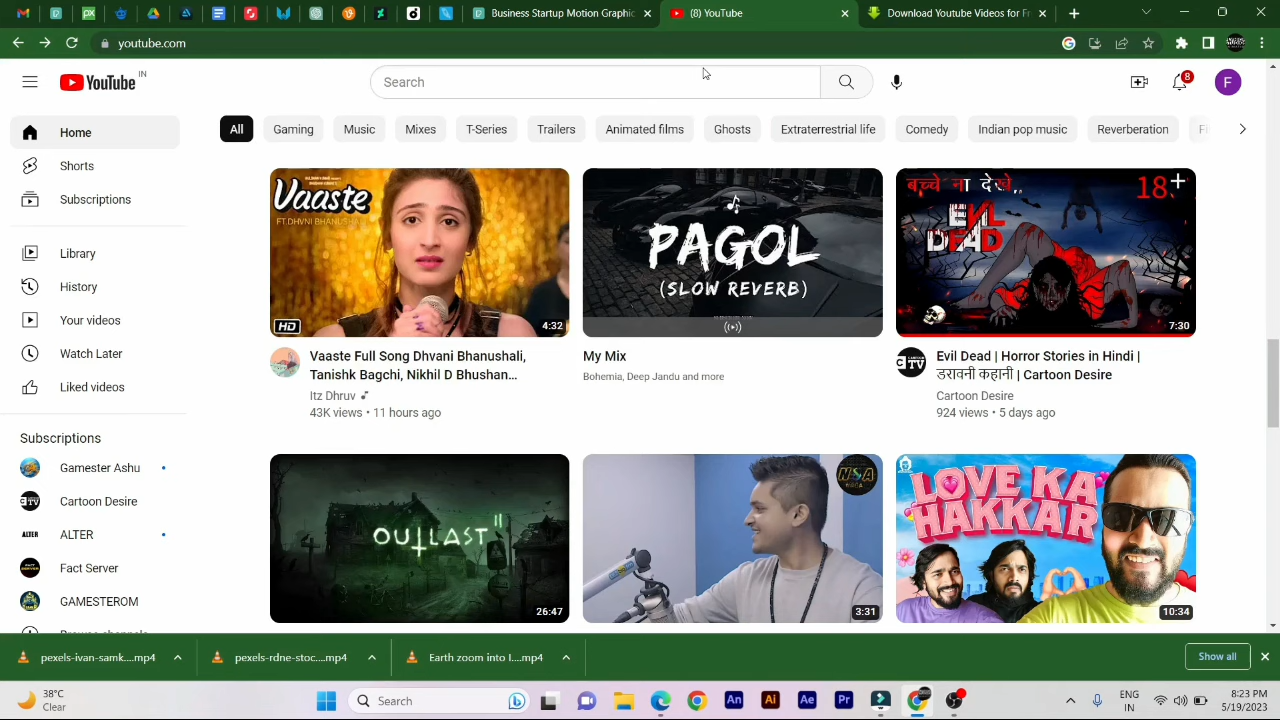 Business Startup Motion Graphic
(8) YouTube
Download Youtube Videos for Fr
youtube.com
YouTube IN
Search
8
F
Home
Shorts
Subscriptions
Library
History
Your videos
Watch Later
Liked videos
Subscriptions
Gamester Ashu
Cartoon Desire
ALTER
ALTER
Fact Server
GAMESTEROM
All
Gaming
Music
Mixes
T-Series
Trailers
Animated films
Ghosts
Extraterrestrial life
Comedy
Indian pop music
Reverberation
Vaaste
FT.DHVNI BHANUSHALI
HD
4:32
Vaaste Full Song Dhvani Bhanushali,
Tanishk Bagchi, Nikhil D Bhushan...
Itz Dhruv
43K views • 11 hours ago
PAGOL
(SLOW REVERB)
My Mix
Bohemia, Deep Jandu and more
बच्चे ना देखे..
18+
EVIL
DEAD
7:30
Evil Dead | Horror Stories in Hindi |
डरावनी कहानी | Cartoon Desire
Cartoon Desire
924 views • 5 days ago
OUTLAST II
26:47
3:31
LOVE KA
HAKKAR
10:34
pexels-ivan-samk....mp4
pexels-rdne-stoc....mp4
Earth zoom into I....mp4
Show all
38°C
Clear
Search
An
Ai
Ae
Pr
ENG
IN
8:23 PM
5/19/2023